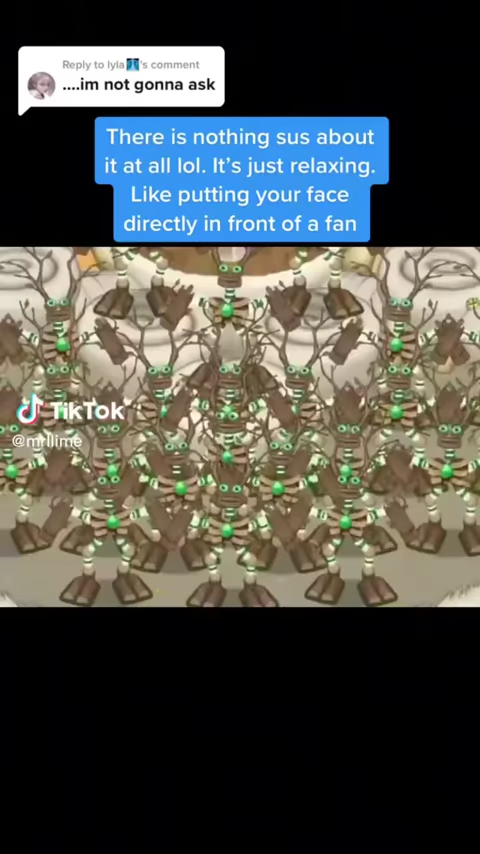 Reply to lyla👖's comment
....im not gonna ask
There is nothing sus about
it at all lol. It's just relaxing.
Like putting your face
directly in front of a fan
TikTok
@mrllime